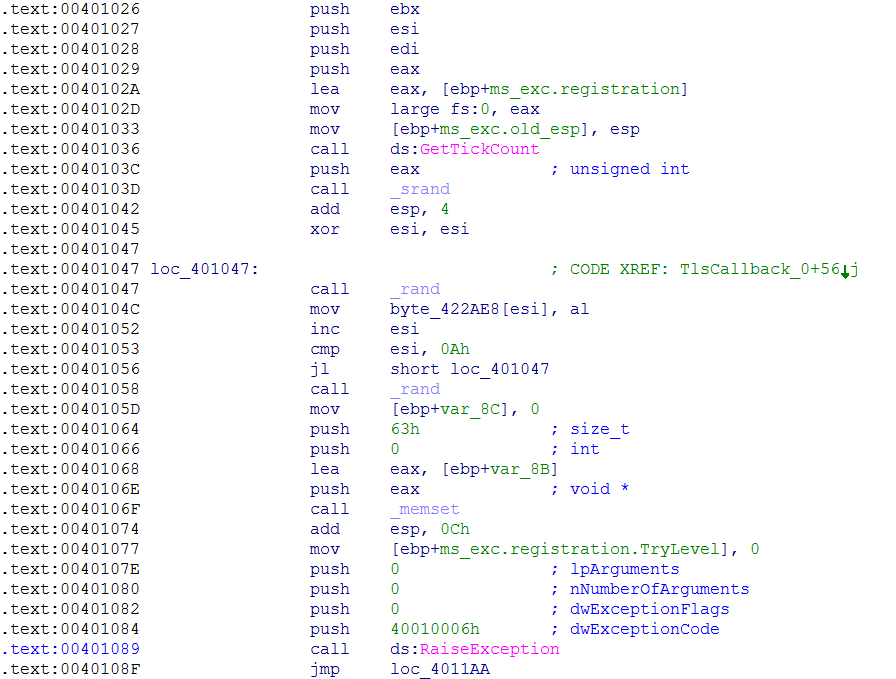 .text:00401026 push ebx
.text:00401027 push esi
.text:00401028 push edi
.text:00401029 push eax
.text:0040102A lea eax, [ebp+ms_exc.registration]
.text:0040102D mov large fs:0, eax
.text:00401033 mov [ebp+ms_exc.old_esp], esp
.text:00401036 call ds:GetTickCount
.text:0040103C push eax ; unsigned int
.text:0040103D call _srand
.text:00401042 add esp, 4
.text:00401045 xor esi, esi
.text:00401047
.text:00401047 loc_401047: ; CODE XREF: TlsCallback_0+56↓j
.text:00401047 call _rand
.text:0040104C mov byte_422AE8[esi], al
.text:00401052 inc esi
.text:00401053 cmp esi, 0Ah
.text:00401056 jl short loc_401047
.text:00401058 call _rand
.text:0040105D mov [ebp+var_8C], 0
.text:00401064 push 63h ; size_t
.text:00401066 push 0 ; int
.text:00401068 lea eax, [ebp+var_8B]
.text:0040106E push eax ; void *
.text:0040106F call _memset
.text:00401074 add esp, 0Ch
.text:00401077 mov [ebp+ms_exc.registration.TryLevel], 0
.text:0040107E push 0 ; lpArguments
.text:00401080 push 0 ; nNumberOfArguments
.text:00401082 push 0 ; dwExceptionFlags
.text:00401084 push 40010006h ; dwExceptionCode
.text:00401089 call ds:RaiseException
.text:0040108F jmp loc_4011AA